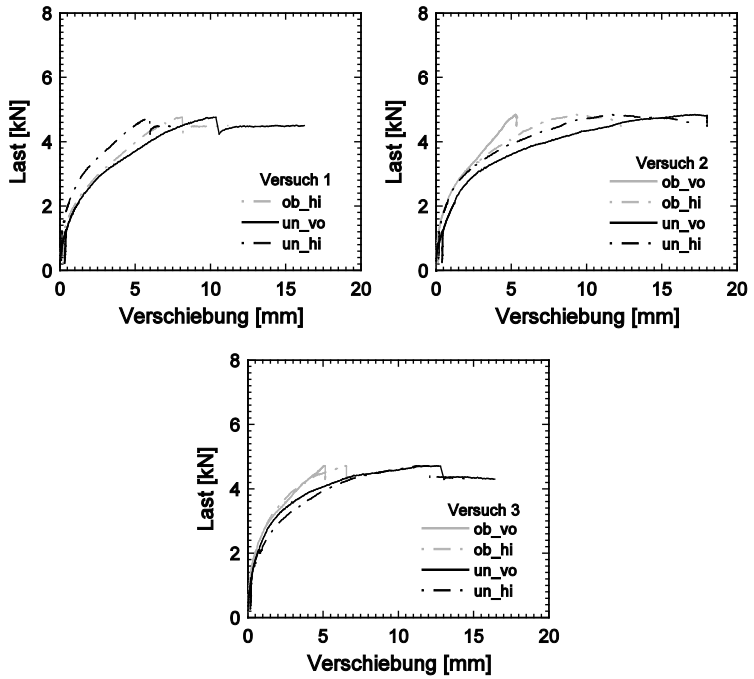 8
6
4
2
0
Last [kN]
Versuch 1
ob_hi
un_vo
un_hi
0 5 10 15 20
Verschiebung [mm]
8
6
4
2
0
Last [kN]
Versuch 2
ob_vo
ob_hi
un_vo
un_hi
0 5 10 15 20
Verschiebung [mm]
8
6
4
2
0
Last [kN]
Versuch 3
ob_vo
ob_hi
un_vo
un_hi
0 5 10 15 20
Verschiebung [mm]